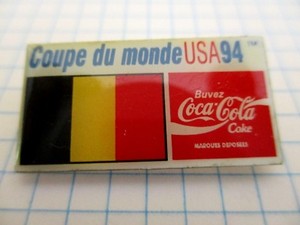 Coupe du monde USA94
Buvez
Coca-Cola
Coke
MARQUES DEPOSEES